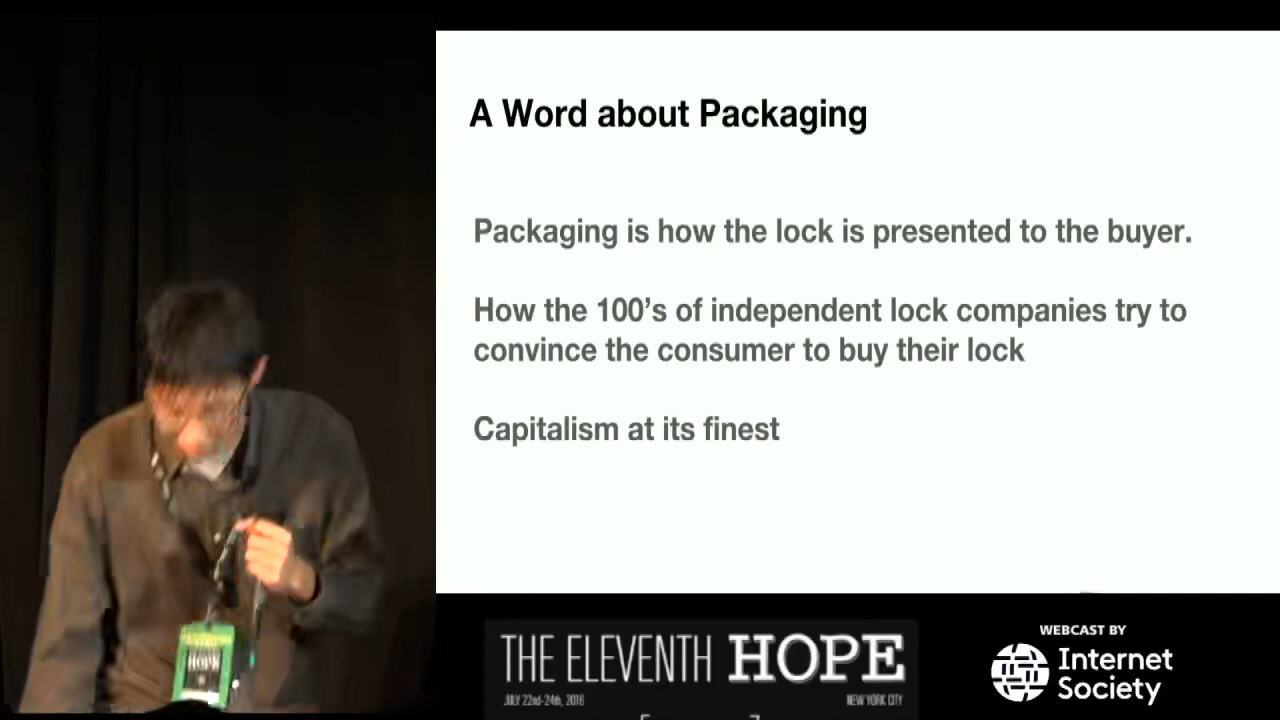 A Word about Packaging
Packaging is how the lock is presented to the buyer.
How the 100's of independent lock companies try to
convince the consumer to buy their lock
Capitalism at its finest
HOPE
THE ELEVENTH HOPE
JULY 22nd-24th, 2016
NEW YORK CITY
WEBCAST BY
Internet
Society